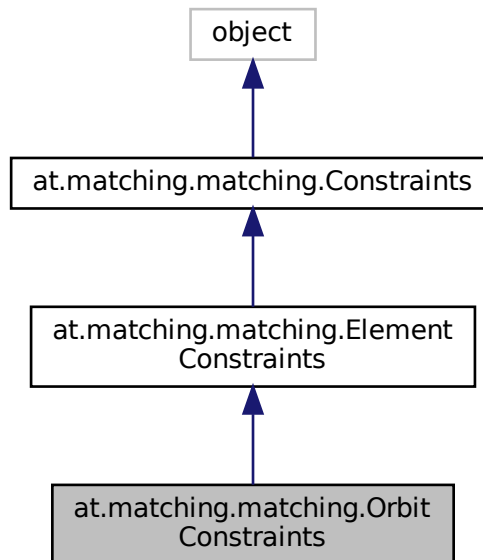 object
at.matching.matching.Constraints
at.matching.matching.Element
Constraints
at.matching.matching.Orbit
Constraints